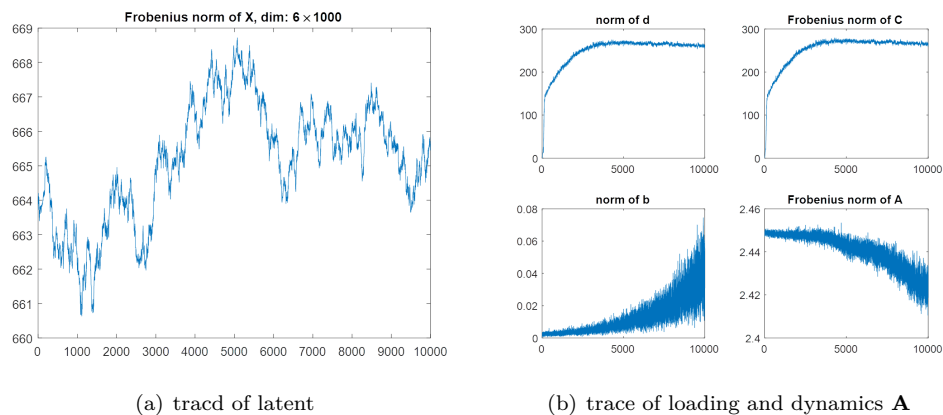 Frobenius norm of X, dim: 6 × 1000
669
668
667
666
665
664
663
662
661
660
0 1000 2000 3000 4000 5000 6000 7000 8000 9000 10000
(a) tracd of latent
norm of d
300
200
100
0
0 5000 10000
Frobenius norm of C
300
200
100
0
0 5000 10000
norm of b
0.08
0.06
0.04
0.02
0
0 5000 10000
Frobenius norm of A
2.46
2.44
2.42
2.4
0 5000 10000
(b) trace of loading and dynamics A